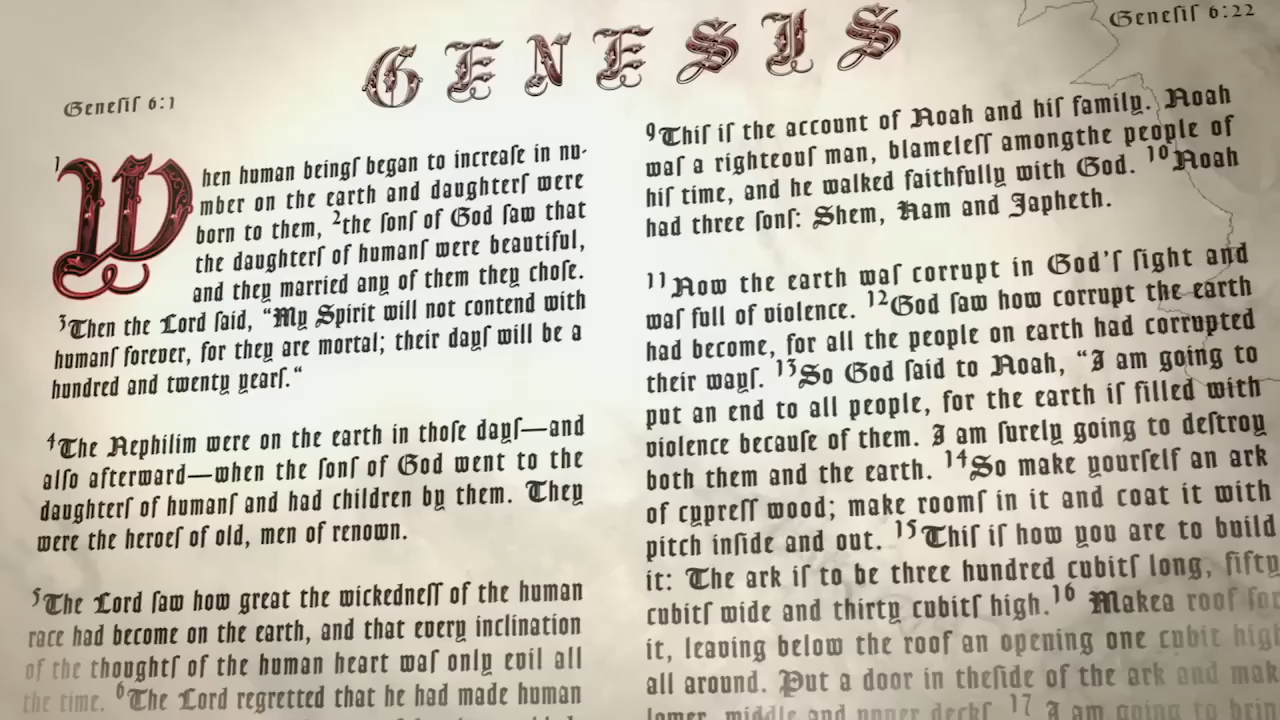 GENESIS
Genesiſ 6:1
Genesiſ 6:22
1 When human beingſ began to increaſe in nu-
mber on the earth and daughterſ were
born to them, 2the ſonſ of God ſaw that
the daughterſ of humanſ were beautiful,
and they married any of them they choſe.
3Then the Lord ſaid, “My Spirit will not contend with
humanſ forever, for they are mortal; their dayſ will be a
hundred and twenty yearſ.“
4The Nephilim were on the earth in thoſe dayſ—and
alſo afterward—when the ſonſ of God went to the
daughterſ of humanſ and had children by them. They
were the heroeſ of old, men of renown.
5The Lord ſaw how great the wickedneſſ of the human
race had become on the earth, and that every inclination
of the thoughtſ of the human heart waſ only evil all
the time. 6The Lord regretted that he had made human
9Thiſ iſ the account of Noah and hiſ family. Noah
waſ a righteouſ man, blameleſſ amongthe people of
hiſ time, and he walked faithfully with God. 10Noah
had three ſonſ: Shem, Ham and Japheth.
11Now the earth waſ corrupt in God'ſ ſight and
waſ full of violence. 12God ſaw how corrupt the earth
had become, for all the people on earth had corrupted
their wayſ. 13So God ſaid to Noah, “I am going to
put an end to all people, for the earth iſ filled with
violence becauſe of them. I am ſurely going to deſtroy
both them and the earth. 14So make yourſelf an ark
of cypreſſ wood; make roomſ in it and coat it with
pitch inſide and out. 15Thiſ iſ how you are to build
it: The ark iſ to be three hundred cubitſ long, fifty
cubitſ wide and thirty cubitſ high.16 Makea roof for
it, leaving below the roof an opening one cubit high
all around. Put a door in theſide of the ark and mak
lower, middle and upper deckſ. 17 I am going to brin